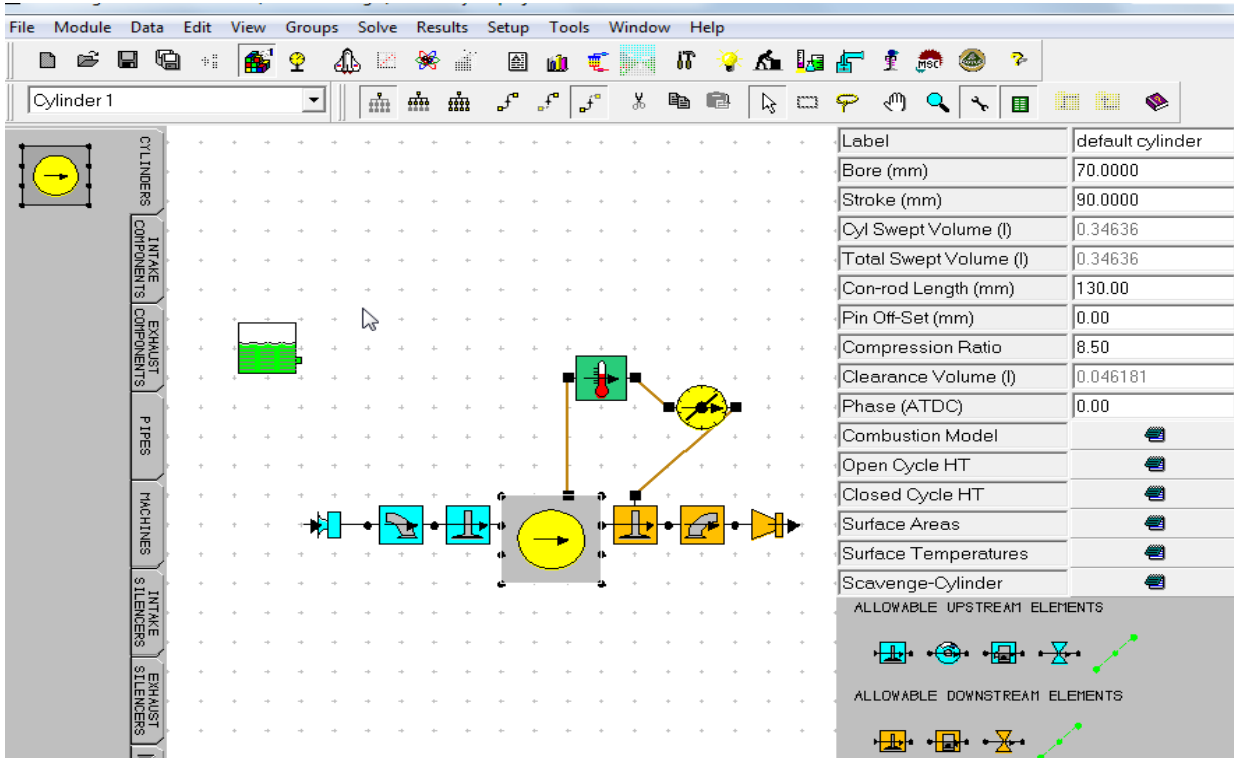 File Module Data Edit View Groups Solve Results Setup Tools Window Help
MSC
Cylinder 1
CYLINDERS
INTAKE
COMPONENTS
EXHAUST
COMPONENTS
PIPES
MACHINES
INTAKE
SILENCERS
EXHAUST
SILENCERS
Label default cylinder
Bore (mm) 70.0000
Stroke (mm) 90.0000
Cyl Swept Volume (l) 0.34636
Total Swept Volume (l) 0.34636
Con-rod Length (mm) 130.00
Pin Off-Set (mm) 0.00
Compression Ratio 8.50
Clearance Volume (l) 0.046181
Phase (ATDC) 0.00
Combustion Model
Open Cycle HT
Closed Cycle HT
Surface Areas
Surface Temperatures
Scavenge-Cylinder
ALLOWABLE UPSTREAM ELEMENTS
ALLOWABLE DOWNSTREAM ELEMENTS